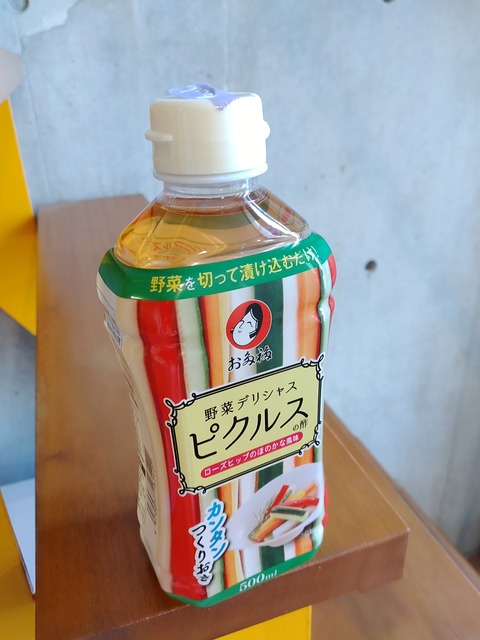 野菜を切って漬け込むだけ
お多福
野菜デリシャス
ピクルスの酢
ローズヒップのほのかな風味
カンタン
つくりおき
500ml